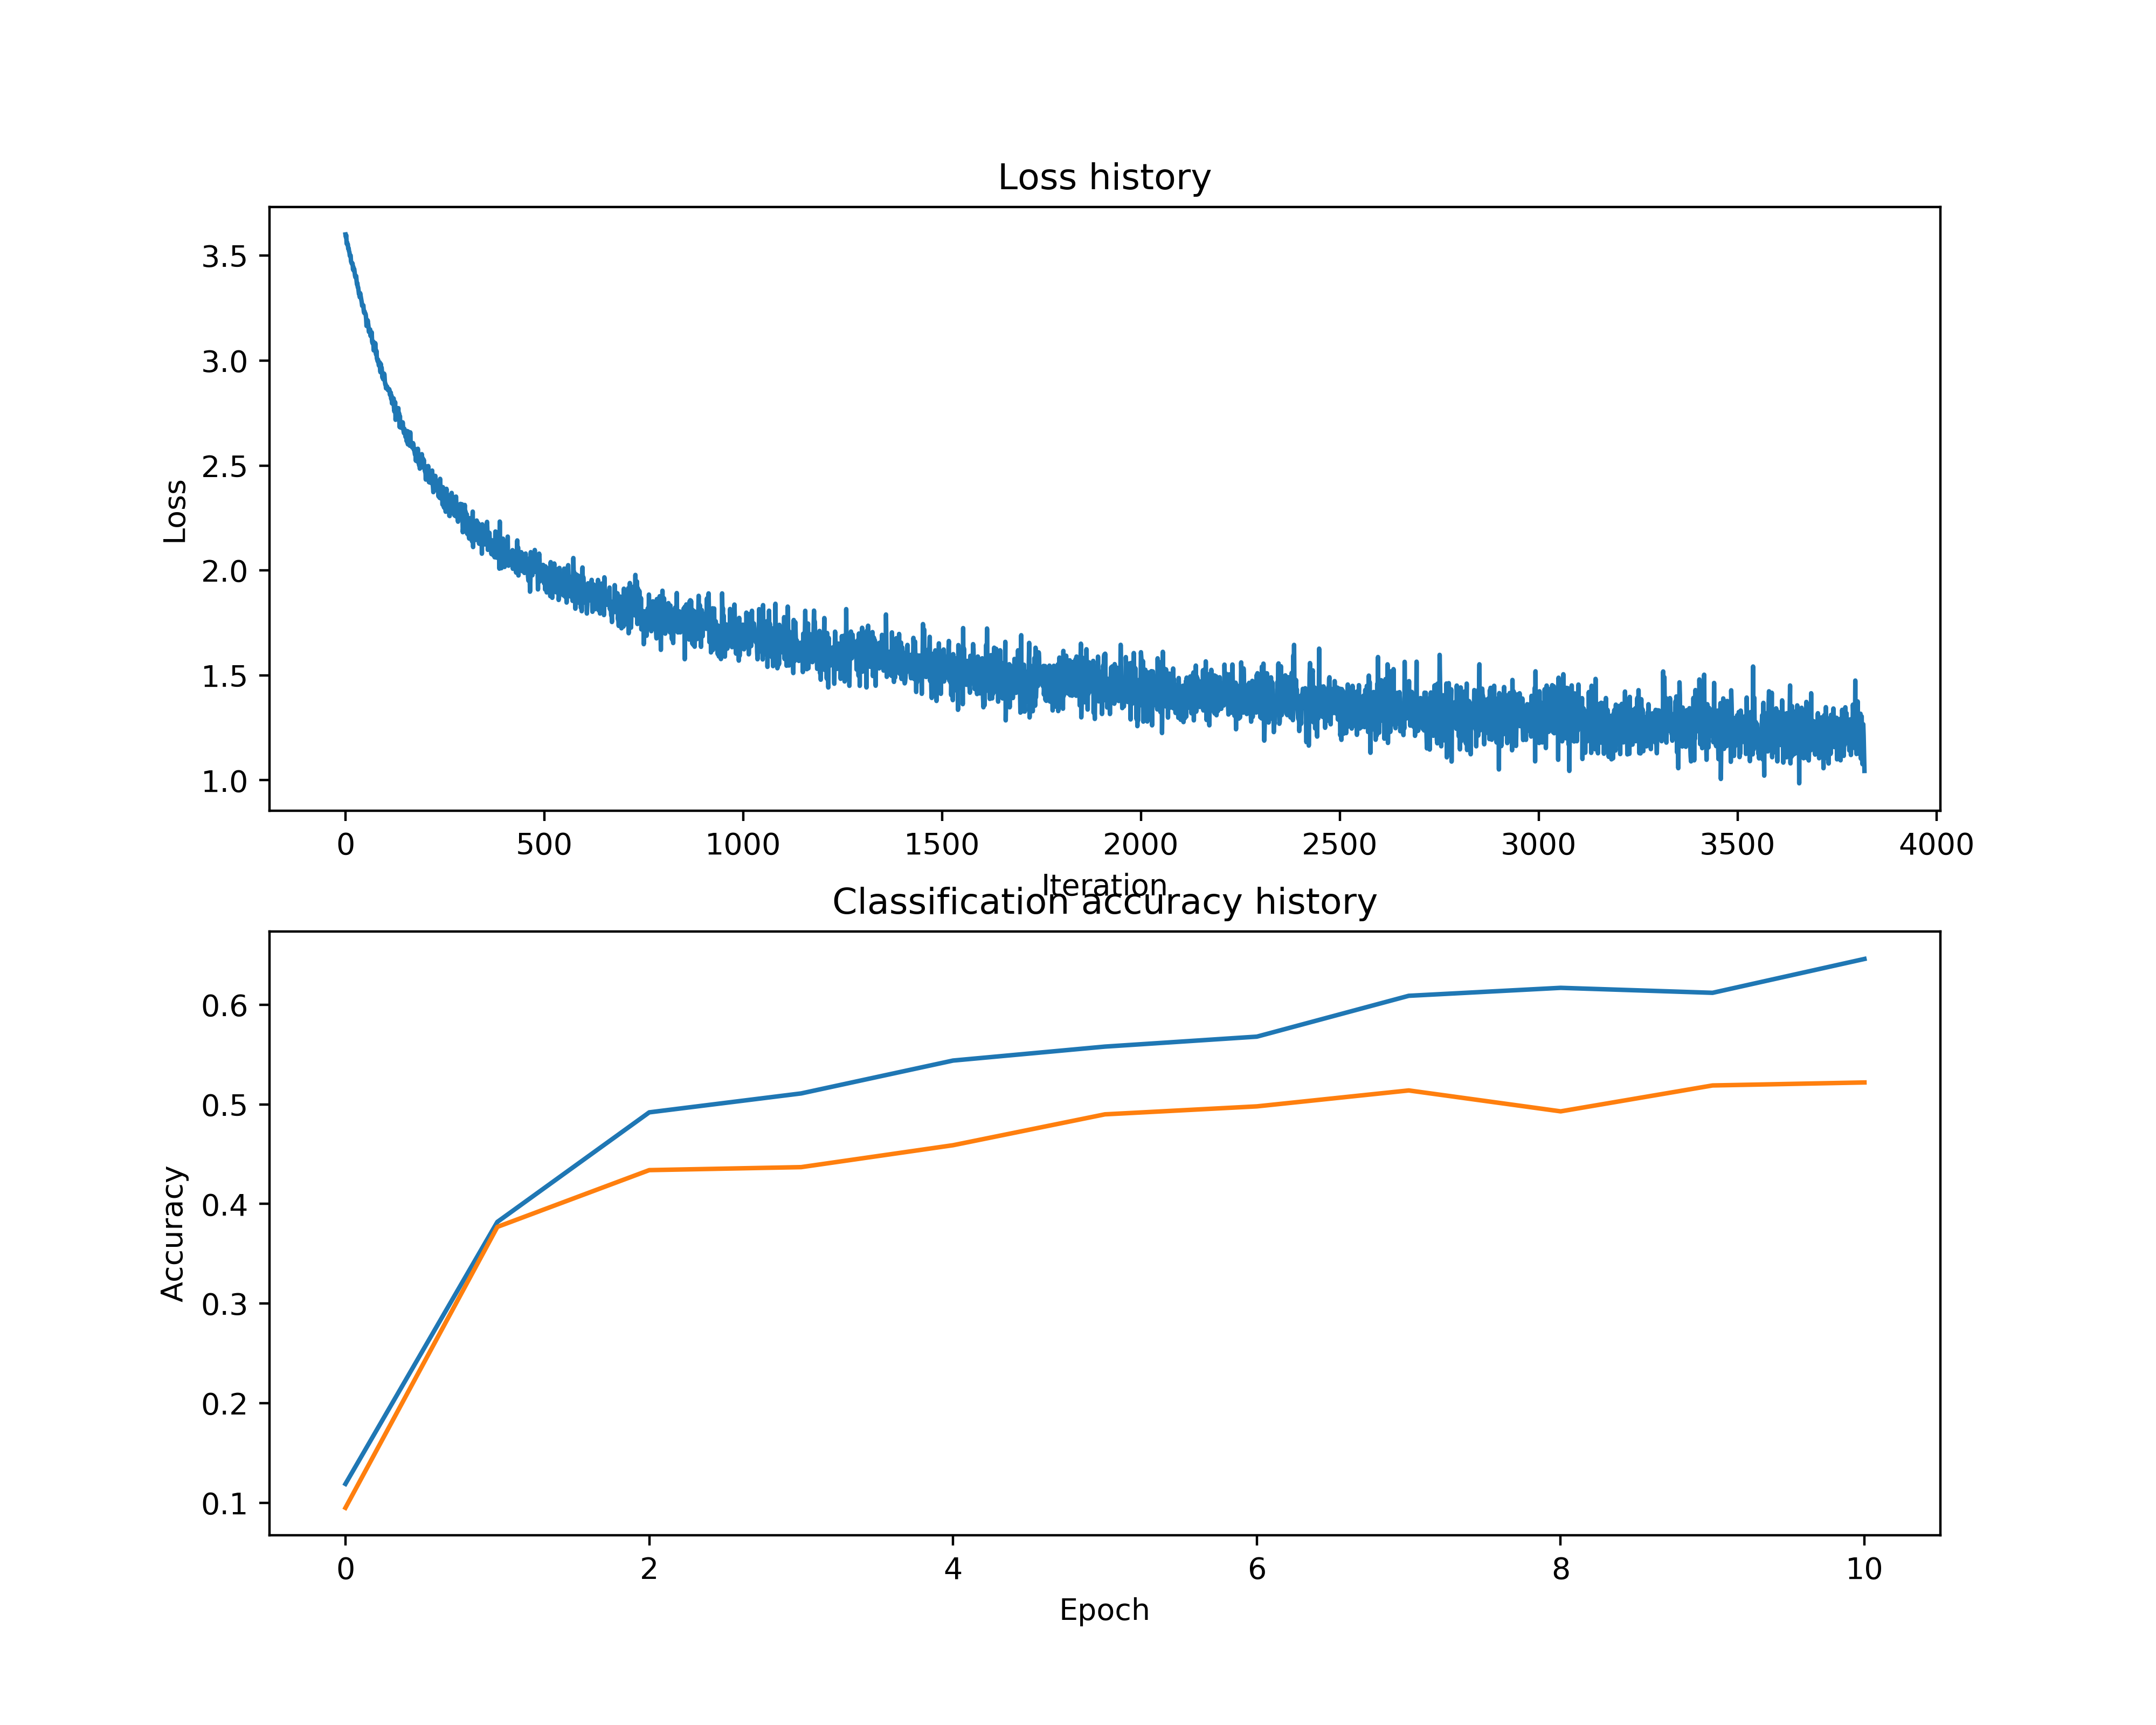 Loss history
Loss
3.5
3.0
2.5
2.0
1.5
1.0
0 500 1000 1500 2000 2500 3000 3500 4000
Iteration
Classification accuracy history
Accuracy
0.6
0.5
0.4
0.3
0.2
0.1
0 2 4 6 8 10
Epoch